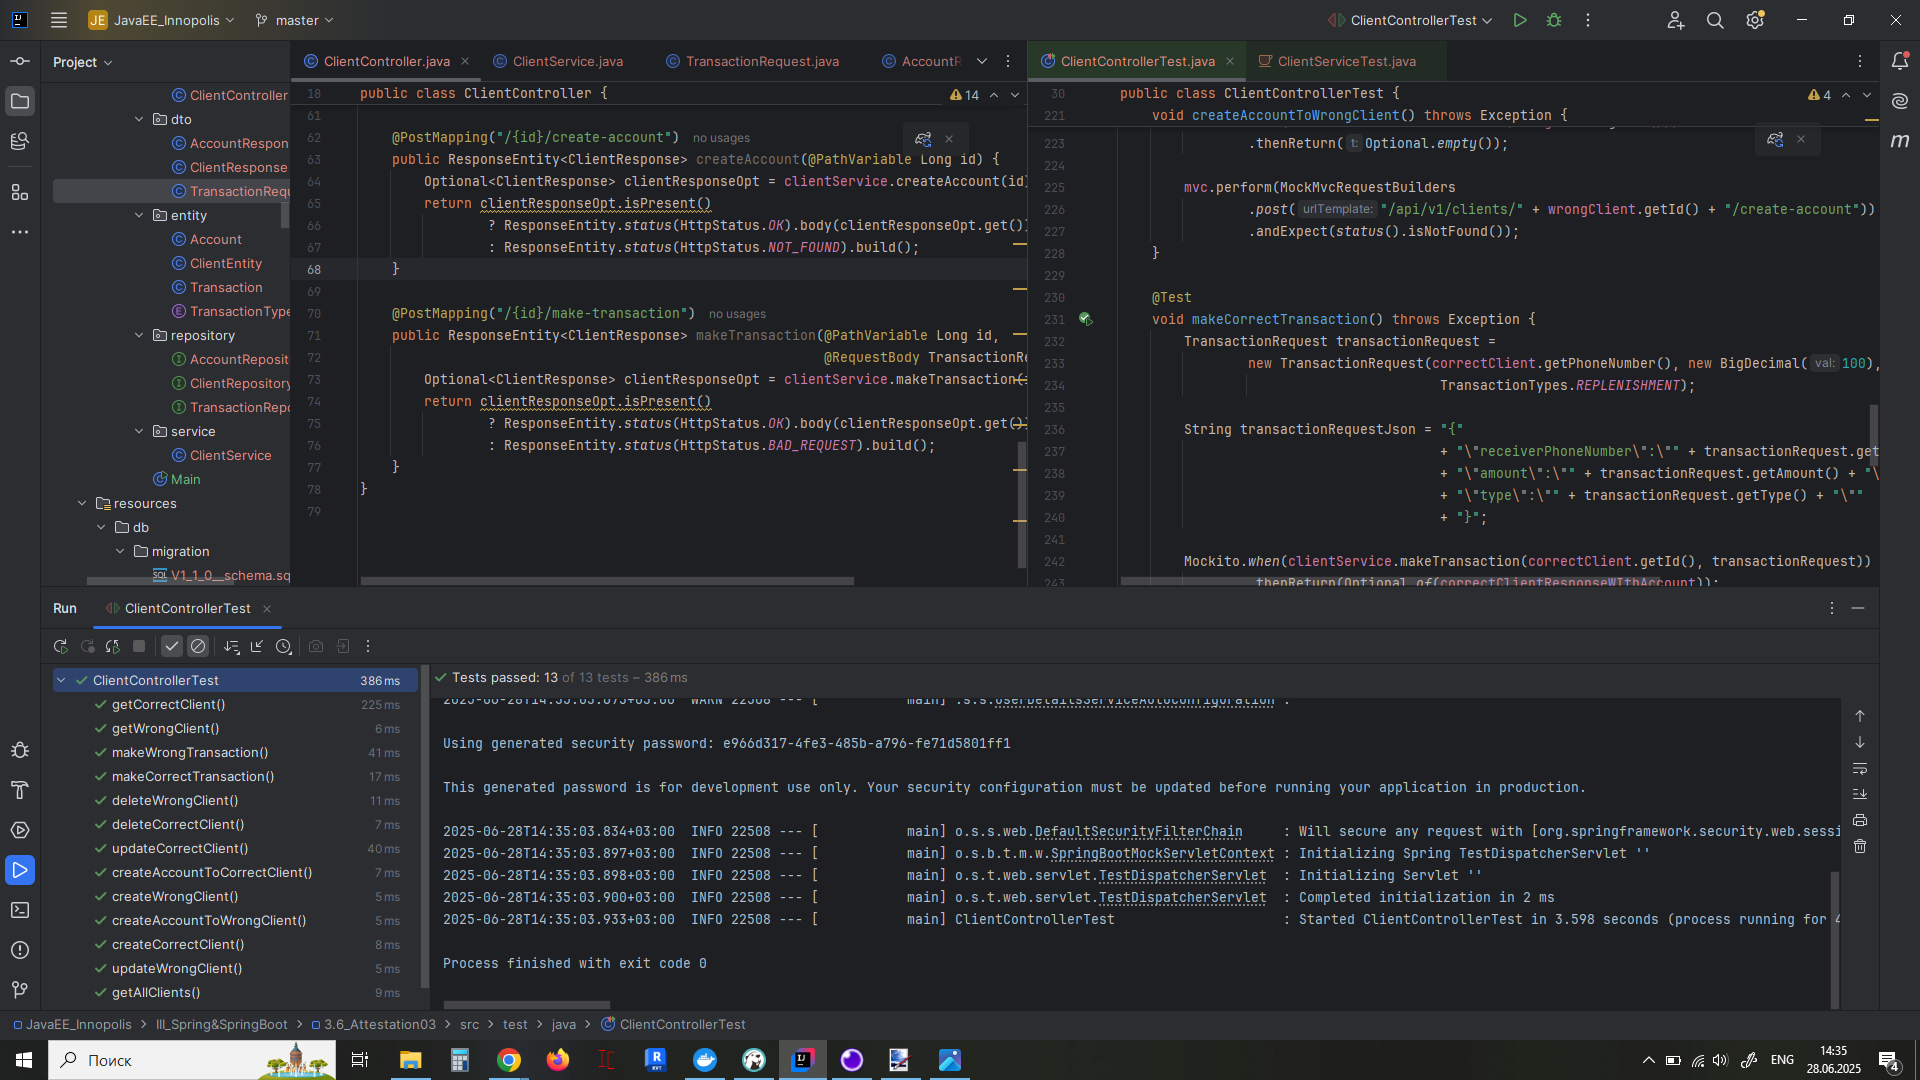 JE JavaEE_Innopolis master ClientControllerTest
Project
ClientController.java ClientService.java TransactionRequest.java
ClientControllerTest.java ClientServiceTest.java
ClientController
dto
AccountRespon
ClientResponse
TransactionRequ
entity
Account
ClientEntity
Transaction
TransactionType
repository
AccountReposit
ClientRepository
TransactionRepo
service
ClientService
Main
resources
db
migration
V1_1_0__schema.sq
18 public class ClientController { 14
61
62 @PostMapping("/{id}/create-account") no usages
63 public ResponseEntity<ClientResponse> createAccount(@PathVariable Long id) {
64 Optional<ClientResponse> clientResponseOpt = clientService.createAccount(id)
65 return clientResponseOpt.isPresent()
66 ? ResponseEntity.status(HttpStatus.OK).body(clientResponseOpt.get())
67 : ResponseEntity.status(HttpStatus.NOT_FOUND).build();
68 }
69
70 @PostMapping("/{id}/make-transaction") no usages
71 public ResponseEntity<ClientResponse> makeTransaction(@PathVariable Long id,
72 @RequestBody TransactionRe
73 Optional<ClientResponse> clientResponseOpt = clientService.makeTransaction(
74 return clientResponseOpt.isPresent()
75 ? ResponseEntity.status(HttpStatus.OK).body(clientResponseOpt.get())
76 : ResponseEntity.status(HttpStatus.BAD_REQUEST).build();
77 }
78 }
79
30 public class ClientControllerTest { 4
221 void createAccountToWrongClient() throws Exception {
223 .thenReturn( t: Optional.empty());
224
225 mvc.perform(MockMvcRequestBuilders
226 .post( urlTemplate: "/api/v1/clients/" + wrongClient.getId() + "/create-account"))
227 .andExpect(status().isNotFound());
228 }
229
230 @Test
231 void makeCorrectTransaction() throws Exception {
232 TransactionRequest transactionRequest =
233 new TransactionRequest(correctClient.getPhoneNumber(), new BigDecimal( val: 100),
234 TransactionTypes.REPLENISHMENT);
235
236 String transactionRequestJson = "{"
237 + "\"receiverPhoneNumber\":\"" + transactionRequest.get
238 + "\"amount\":\"" + transactionRequest.getAmount() + "\
239 + "\"type\":\"" + transactionRequest.getType() + "\""
240 + "}";
241
242 Mockito.when(clientService.makeTransaction(correctClient.getId(), transactionRequest))
243 .thenReturn(Optional.of(correctClientResponseWIthAccount));
Run ClientControllerTest
ClientControllerTest 386 ms
getCorrectClient() 225 ms
getWrongClient() 6 ms
makeWrongTransaction() 41 ms
makeCorrectTransaction() 17 ms
deleteWrongClient() 11 ms
deleteCorrectClient() 7 ms
updateCorrectClient() 40 ms
createAccountToCorrectClient() 7 ms
createWrongClient() 5 ms
createAccountToWrongClient() 5 ms
createCorrectClient() 8 ms
updateWrongClient() 5 ms
getAllClients() 9 ms
Tests passed: 13 of 13 tests – 386 ms
2025-06-28T14:35:03.675+03:00 WARN 22508 --- [ main] .s.s.UserDetailsServiceAutoConfiguration :
Using generated security password: e966d317-4fe3-485b-a796-fe71d5801ff1
This generated password is for development use only. Your security configuration must be updated before running your application in production.
2025-06-28T14:35:03.834+03:00 INFO 22508 --- [ main] o.s.s.web.DefaultSecurityFilterChain : Will secure any request with [org.springframework.security.web.sessi
2025-06-28T14:35:03.897+03:00 INFO 22508 --- [ main] o.s.b.t.m.w.SpringBootMockServletContext : Initializing Spring TestDispatcherServlet ''
2025-06-28T14:35:03.898+03:00 INFO 22508 --- [ main] o.s.t.web.servlet.TestDispatcherServlet : Initializing Servlet ''
2025-06-28T14:35:03.900+03:00 INFO 22508 --- [ main] o.s.t.web.servlet.TestDispatcherServlet : Completed initialization in 2 ms
2025-06-28T14:35:03.933+03:00 INFO 22508 --- [ main] ClientControllerTest : Started ClientControllerTest in 3.598 seconds (process running for 4
Process finished with exit code 0
JavaEE_Innopolis > III_Spring&SpringBoot > 3.6_Attestation03 > src > test > java > ClientControllerTest
Поиск
ENG
14:35
28.06.2025
4